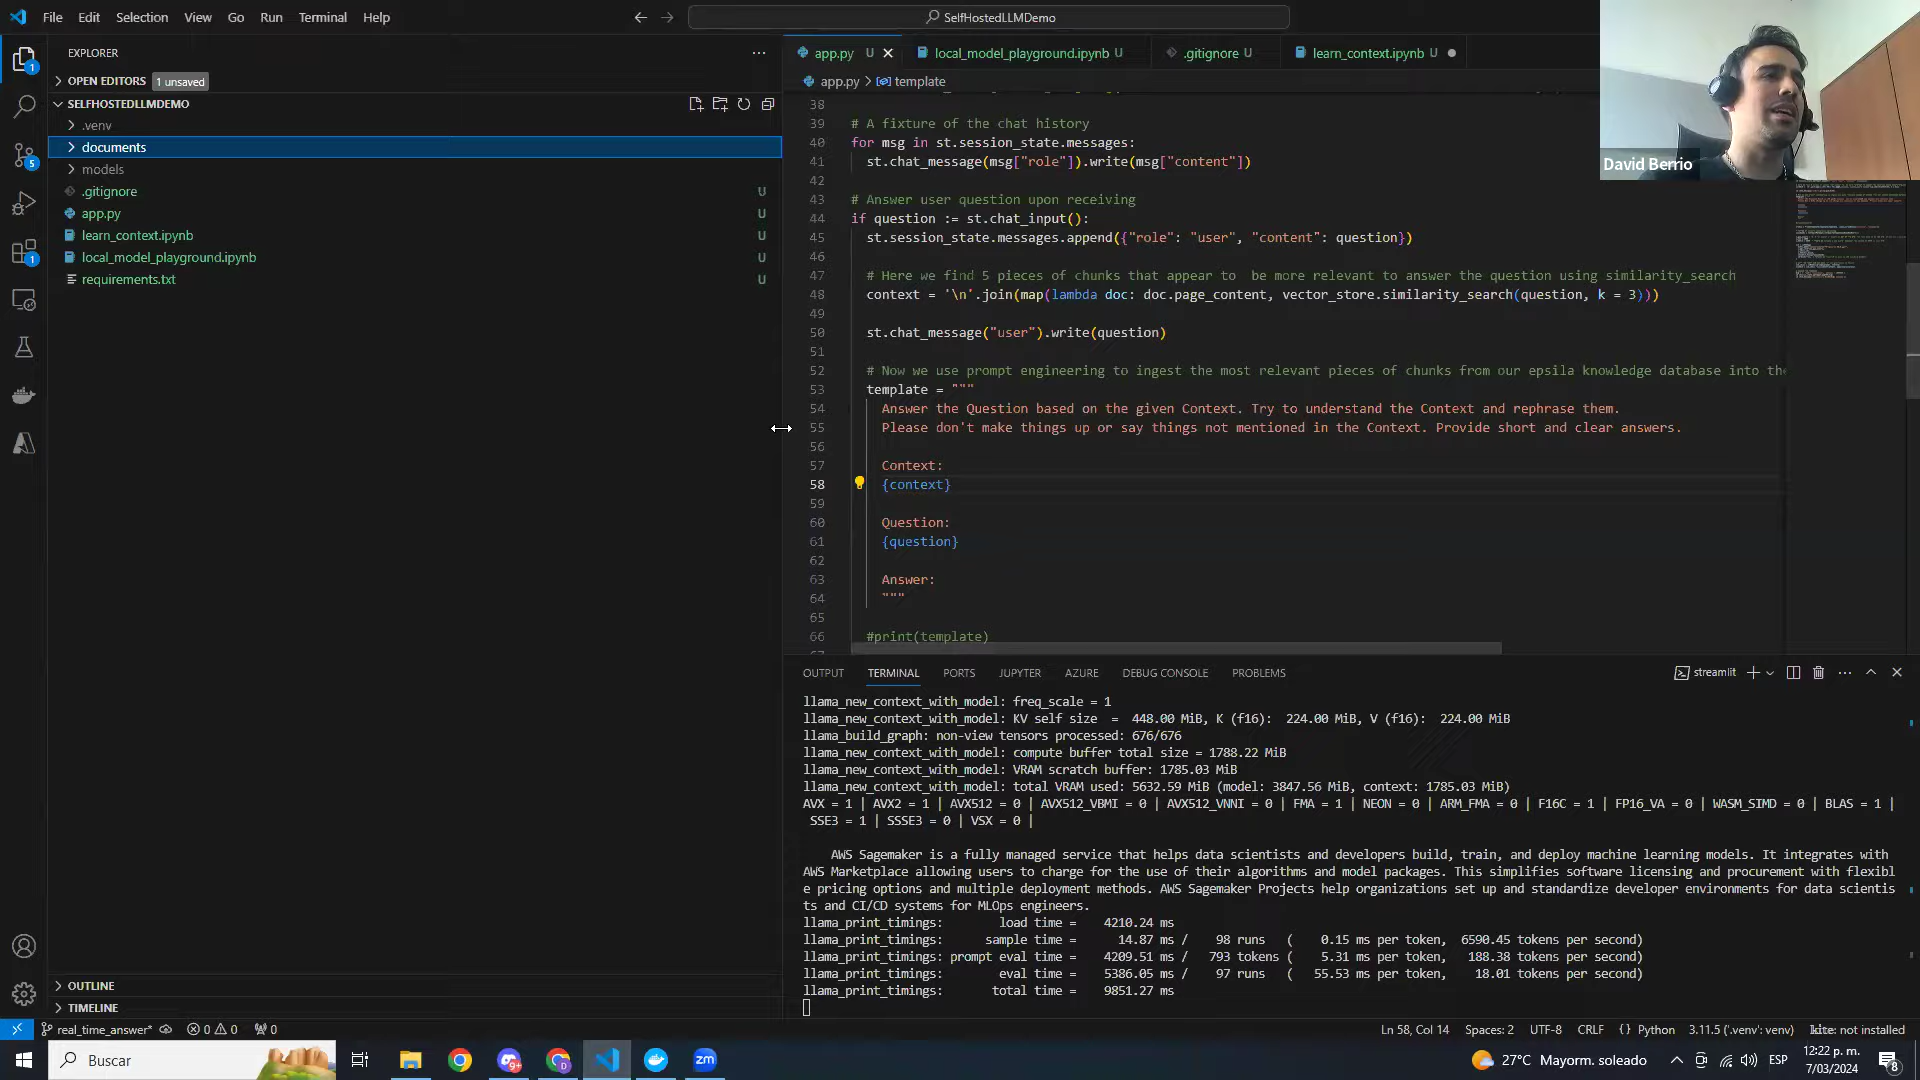 File Edit Selection View Go Run Terminal Help
SelfHostedLLMDemo
EXPLORER
OPEN EDITORS 1 unsaved
SELFHOSTEDLLMDEMO
.venv
documents
models
.gitignore U
app.py U
learn_context.ipynb U
local_model_playground.ipynb U
requirements.txt U
OUTLINE
TIMELINE
app.py U
local_model_playground.ipynb U
.gitignore U
learn_context.ipynb U
app.py > template
David Berrio
38
39 # A fixture of the chat history
40 for msg in st.session_state.messages:
41 st.chat_message(msg["role"]).write(msg["content"])
42
43 # Answer user question upon receiving
44 if question := st.chat_input():
45 st.session_state.messages.append({"role": "user", "content": question})
46
47 # Here we find 5 pieces of chunks that appear to  be more relevant to answer the question using similarity_search
48 context = '\n'.join(map(lambda doc: doc.page_content, vector_store.similarity_search(question, k = 3)))
49
50 st.chat_message("user").write(question)
51
52 # Now we use prompt engineering to ingest the most relevant pieces of chunks from our epsila knowledge database into the
53 template = """
54 Answer the Question based on the given Context. Try to understand the Context and rephrase them.
55 Please don't make things up or say things not mentioned in the Context. Provide short and clear answers.
56
57 Context:
58 {context}
59
60 Question:
61 {question}
62
63 Answer:
64 """
65
66 #print(template)
OUTPUT TERMINAL PORTS JUPYTER AZURE DEBUG CONSOLE PROBLEMS
streamlit
llama_new_context_with_model: freq_scale = 1
llama_new_context_with_model: KV self size  =  448.00 MiB, K (f16):  224.00 MiB, V (f16):  224.00 MiB
llama_build_graph: non-view tensors processed: 676/676
llama_new_context_with_model: compute buffer total size = 1788.22 MiB
llama_new_context_with_model: VRAM scratch buffer: 1785.03 MiB
llama_new_context_with_model: total VRAM used: 5632.59 MiB (model: 3847.56 MiB, context: 1785.03 MiB)
AVX = 1 | AVX2 = 1 | AVX512 = 0 | AVX512_VBMI = 0 | AVX512_VNNI = 0 | FMA = 1 | NEON = 0 | ARM_FMA = 0 | F16C = 1 | FP16_VA = 0 | WASM_SIMD = 0 | BLAS = 1 |
SSE3 = 1 | SSSE3 = 0 | VSX = 0 |
AWS Sagemaker is a fully managed service that helps data scientists and developers build, train, and deploy machine learning models. It integrates with
AWS Marketplace allowing users to charge for the use of their algorithms and model packages. This simplifies software licensing and procurement with flexibl
e pricing options and multiple deployment methods. AWS Sagemaker Projects help organizations set up and standardize developer environments for data scientis
ts and CI/CD systems for MLOps engineers.
llama_print_timings:        load time =    4210.24 ms
llama_print_timings:      sample time =      14.87 ms /    98 runs   (    0.15 ms per token,  6590.45 tokens per second)
llama_print_timings: prompt eval time =    4209.51 ms /   793 tokens (    5.31 ms per token,   188.38 tokens per second)
llama_print_timings:        eval time =    5386.05 ms /    97 runs   (   55.53 ms per token,    18.01 tokens per second)
llama_print_timings:       total time =    9851.27 ms
real_time_answer* 0 0 0
Ln 58, Col 14 Spaces: 2 UTF-8 CRLF {} Python 3.11.5 ('.venv': venv) kite: not installed
Buscar
27°C Mayorm. soleado ESP
12:22 p. m.
7/03/2024